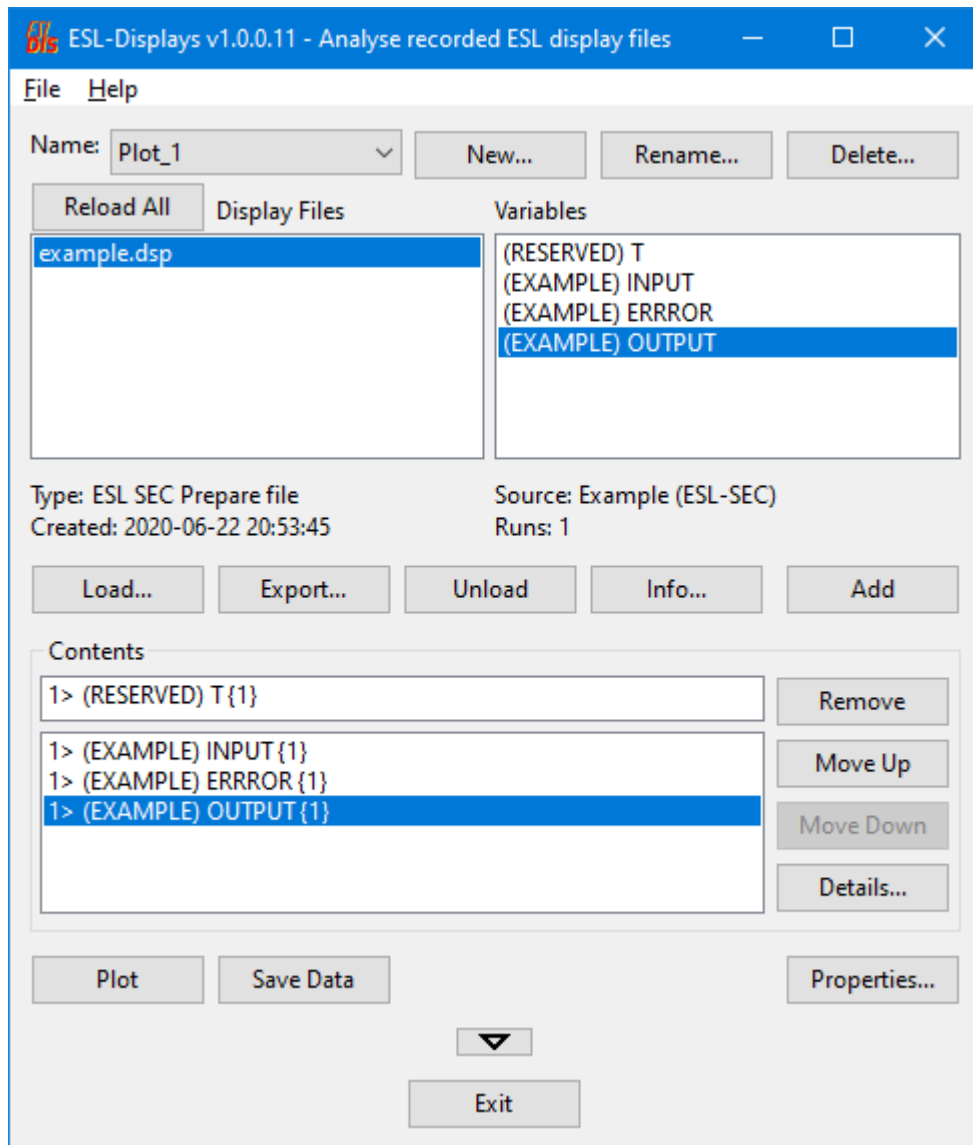 ESL-Displays v1.0.0.11 - Analyse recorded ESL display files
File Help
Name: Plot_1 New... Rename... Delete...
Reload All Display Files Variables
example.dsp
(RESERVED) T
(EXAMPLE) INPUT
(EXAMPLE) ERRROR
(EXAMPLE) OUTPUT
Type: ESL SEC Prepare file
Created: 2020-06-22 20:53:45
Source: Example (ESL-SEC)
Runs: 1
Load... Export... Unload Info... Add
Contents
1> (RESERVED) T{1}
Remove
1> (EXAMPLE) INPUT{1}
1> (EXAMPLE) ERRROR{1}
1> (EXAMPLE) OUTPUT{1}
Move Up
Move Down
Details...
Plot Save Data Properties...
Exit